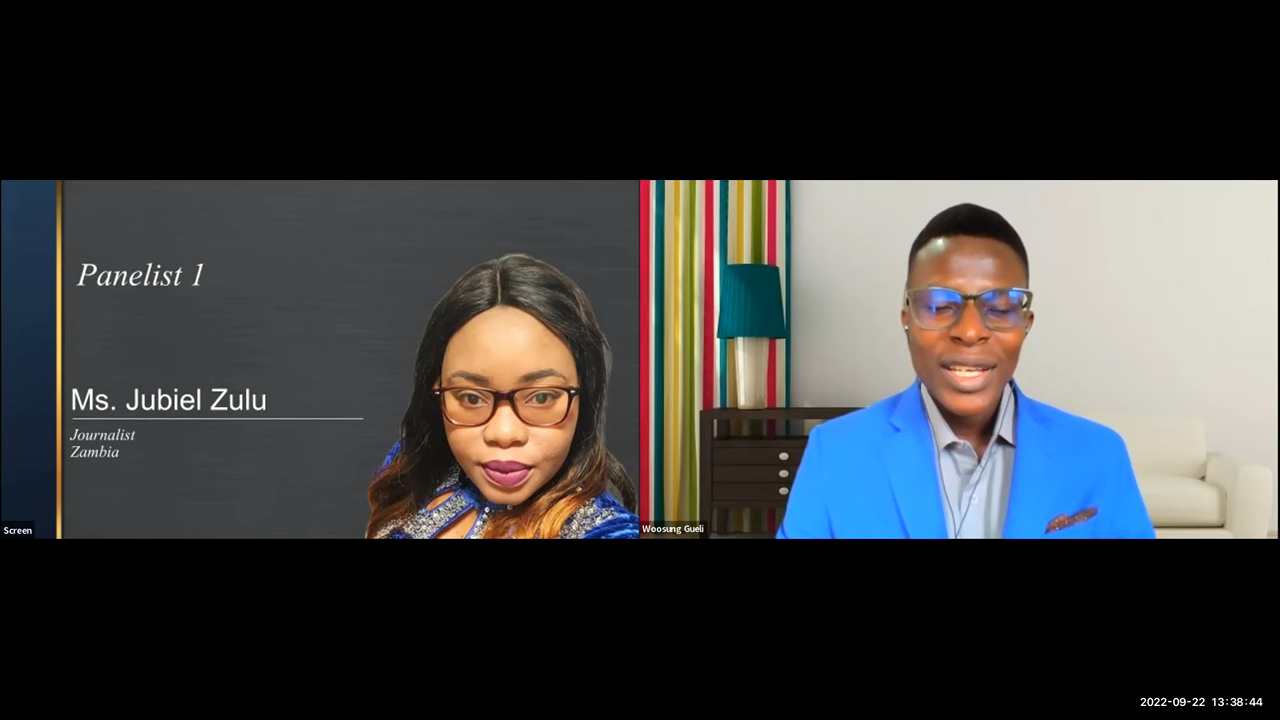 Panelist 1
Ms. Jubiel Zulu
Journalist
Zambia
Screen
Woosung Gueli
2022-09-22 13:38:44